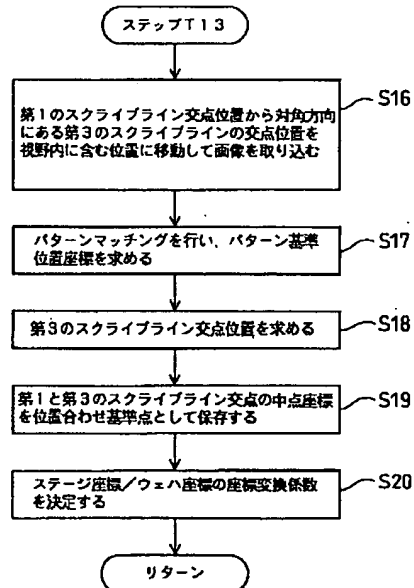 ステップT13
第1のスクライブライン交点位置から対角方向
にある第3のスクライブラインの交点位置を
視野内に含む位置に移動して画像を取り込む
S16
パターンマッチングを行い、パターン基準
位置座標を求める
S17
第3のスクライブライン交点位置を求める
S18
第1と第3のスクライブライン交点の中点座標
を位置合わせ基準点として保存する
S19
ステージ座標/ウェハ座標の座標変換係数
を決定する
S20
リターン